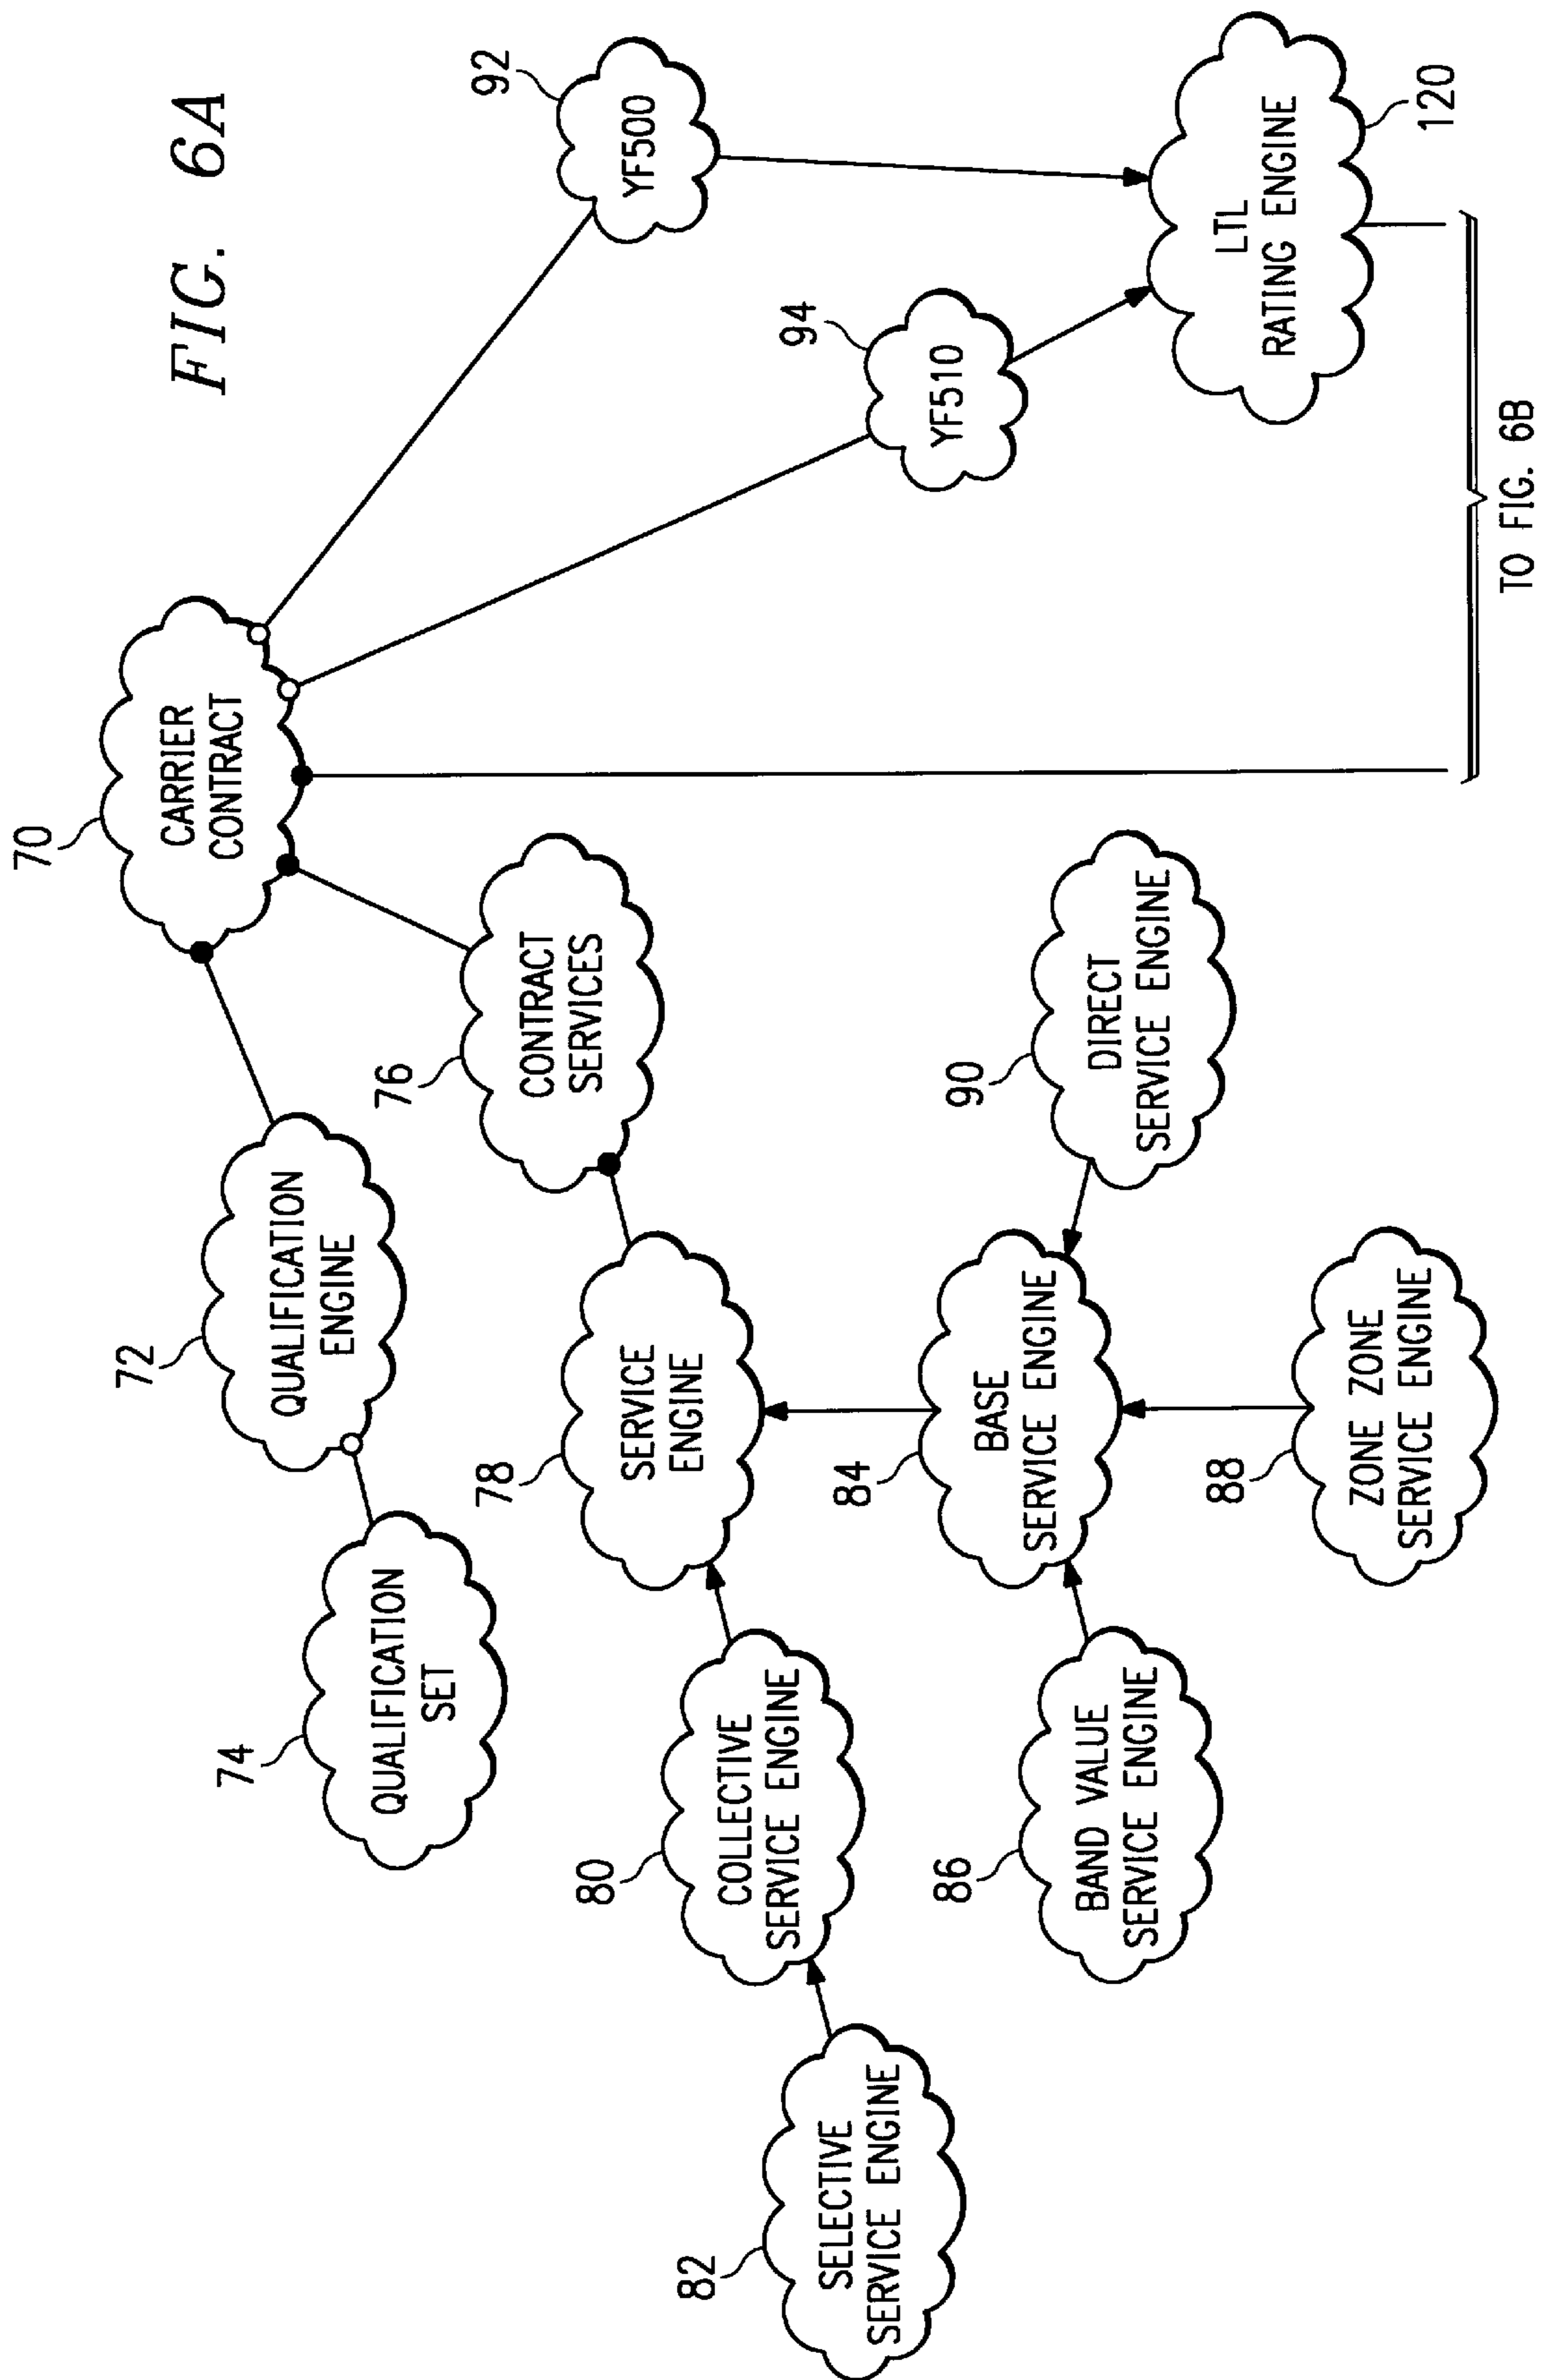 FIG. 6A
70
CARRIER
CONTRACT
72
QUALIFICATION
ENGINE
74
QUALIFICATION
SET
76
CONTRACT
SERVICES
92
YF500
78
SERVICE
ENGINE
80
COLLECTIVE
SERVICE ENGINE
82
SELECTIVE
SERVICE ENGINE
94
YF510
84
BASE
SERVICE ENGINE
86
BAND VALUE
SERVICE ENGINE
90
DIRECT
SERVICE ENGINE
88
ZONE ZONE
SERVICE ENGINE
LTL
RATING ENGINE
120
TO FIG. 6B